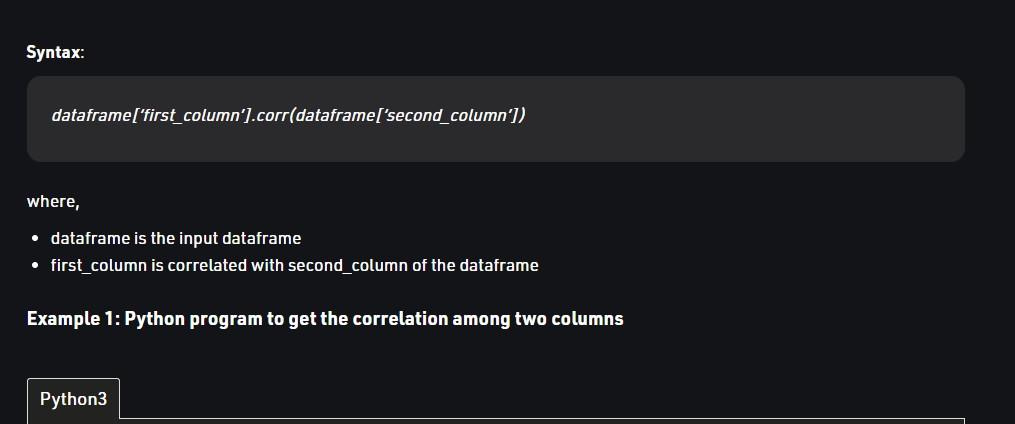 Syntax:
dataframe['first_column'].corr(dataframe['second_column'])
where,
dataframe is the input dataframe
first_column is correlated with second_column of the dataframe
Example 1: Python program to get the correlation among two columns
Python3